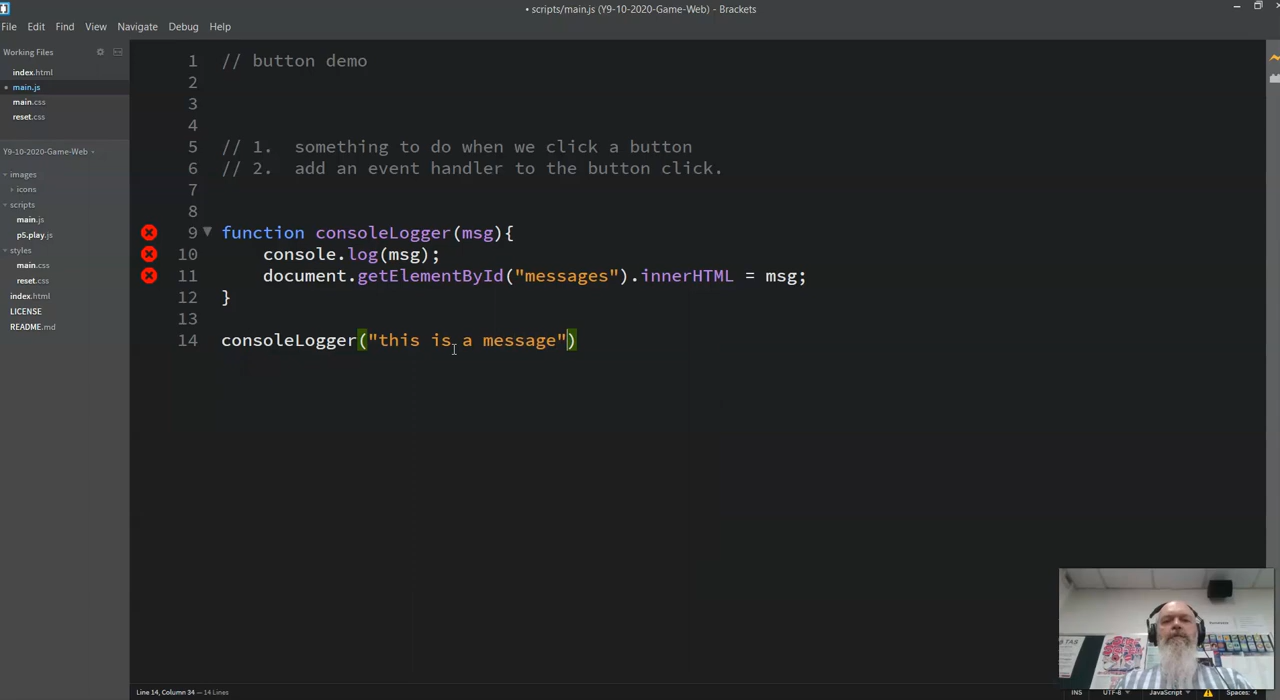 • scripts/main.js (Y9-10-2020-Game-Web) - Brackets
File Edit Find View Navigate Debug Help
Working Files
index.html
• main.js
main.css
reset.css
Y9-10-2020-Game-Web
images
icons
scripts
main.js
p5.play.js
styles
main.css
reset.css
index.html
LICENSE
README.md
1 // button demo
2
3
4
5 // 1. something to do when we click a button
6 // 2. add an event handler to the button click.
7
8
9 function consoleLogger(msg){
10 console.log(msg);
11 document.getElementById("messages").innerHTML = msg;
12 }
13
14 consoleLogger("this is a message")
Line 14, Column 34 — 14 Lines
INS UTF-8 JavaScript Spaces: 4